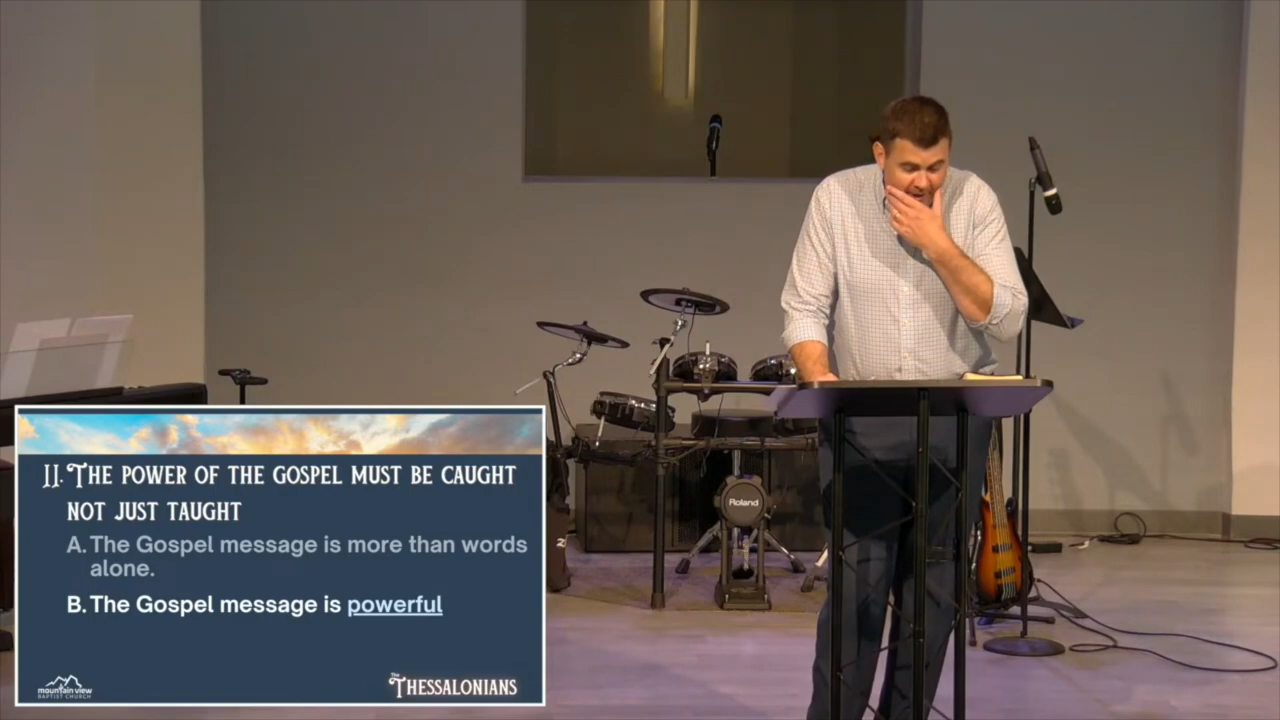 II. The power of the gospel must be caught
not just taught
A. The Gospel message is more than words
alone.
B. The Gospel message is powerful
mountain view
BAPTIST CHURCH
The Thessalonians
Roland